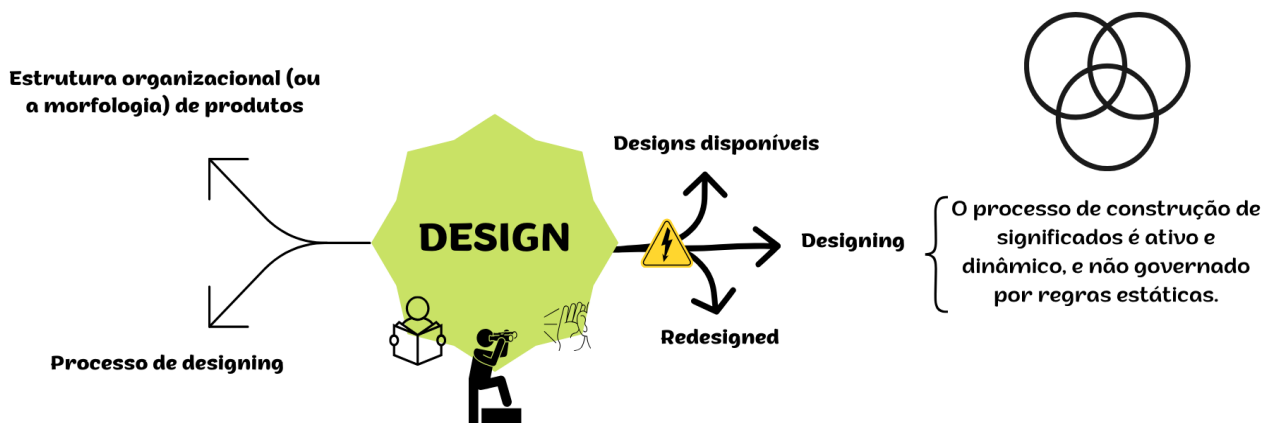 Estrutura organizacional (ou
a morfologia) de produtos
Processo de designing
DESIGN
Designs disponíveis
Designing
Redesigned
O processo de construção de
significados é ativo e
dinâmico, e não governado
por regras estáticas.